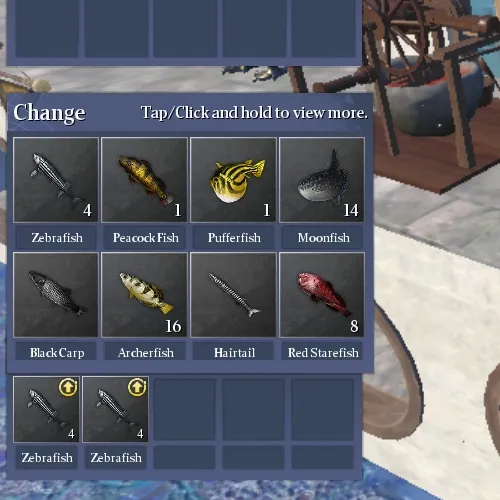 Change
Tap/Click and hold to view more.
4
1
1
14
Zebrafish
Peacock Fish
Pufferfish
Moonfish
16
8
Black Carp
Archerfish
Hairtail
Red Starefish
4
4
Zebrafish
Zebrafish